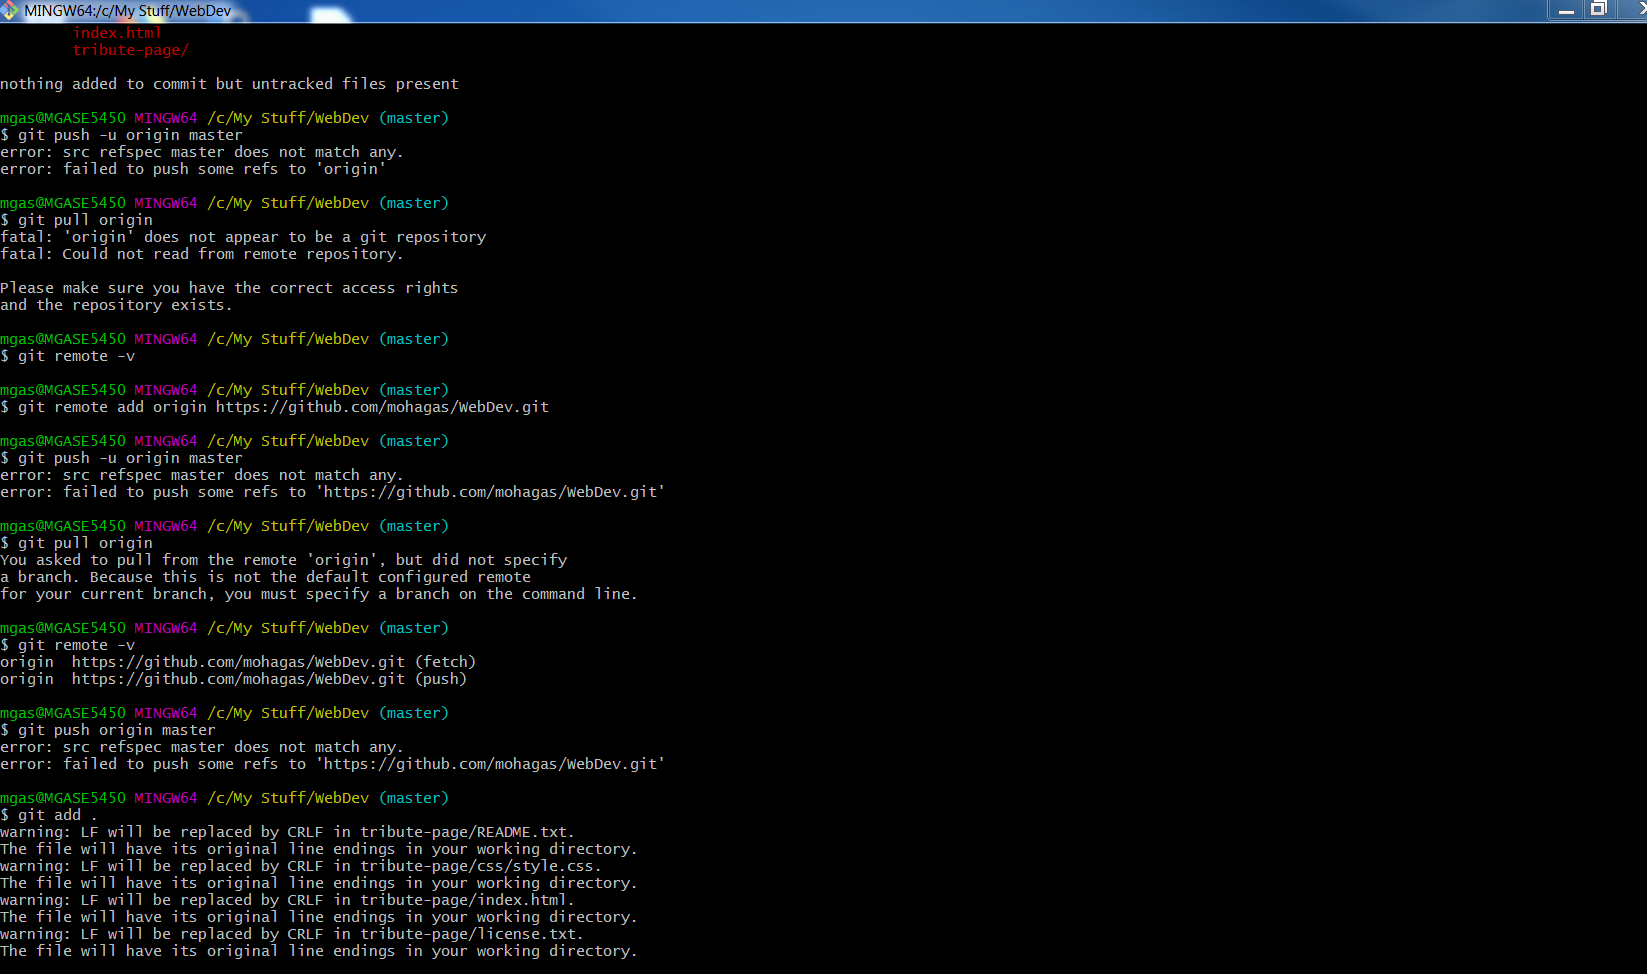 MINGW64:/c/My Stuff/WebDev
index.html
tribute-page/
nothing added to commit but untracked files present
mgas@MGASE5450 MINGW64 /c/My Stuff/WebDev (master)
$ git push -u origin master
error: src refspec master does not match any.
error: failed to push some refs to 'origin'
mgas@MGASE5450 MINGW64 /c/My Stuff/WebDev (master)
$ git pull origin
fatal: 'origin' does not appear to be a git repository
fatal: Could not read from remote repository.
Please make sure you have the correct access rights
and the repository exists.
mgas@MGASE5450 MINGW64 /c/My Stuff/WebDev (master)
$ git remote -v
mgas@MGASE5450 MINGW64 /c/My Stuff/WebDev (master)
$ git remote add origin https://github.com/mohagas/WebDev.git
mgas@MGASE5450 MINGW64 /c/My Stuff/WebDev (master)
$ git push -u origin master
error: src refspec master does not match any.
error: failed to push some refs to 'https://github.com/mohagas/WebDev.git'
mgas@MGASE5450 MINGW64 /c/My Stuff/WebDev (master)
$ git pull origin
You asked to pull from the remote 'origin', but did not specify
a branch. Because this is not the default configured remote
for your current branch, you must specify a branch on the command line.
mgas@MGASE5450 MINGW64 /c/My Stuff/WebDev (master)
$ git remote -v
origin  https://github.com/mohagas/WebDev.git (fetch)
origin  https://github.com/mohagas/WebDev.git (push)
mgas@MGASE5450 MINGW64 /c/My Stuff/WebDev (master)
$ git push origin master
error: src refspec master does not match any.
error: failed to push some refs to 'https://github.com/mohagas/WebDev.git'
mgas@MGASE5450 MINGW64 /c/My Stuff/WebDev (master)
$ git add .
warning: LF will be replaced by CRLF in tribute-page/README.txt.
The file will have its original line endings in your working directory.
warning: LF will be replaced by CRLF in tribute-page/css/style.css.
The file will have its original line endings in your working directory.
warning: LF will be replaced by CRLF in tribute-page/index.html.
The file will have its original line endings in your working directory.
warning: LF will be replaced by CRLF in tribute-page/license.txt.
The file will have its original line endings in your working directory.